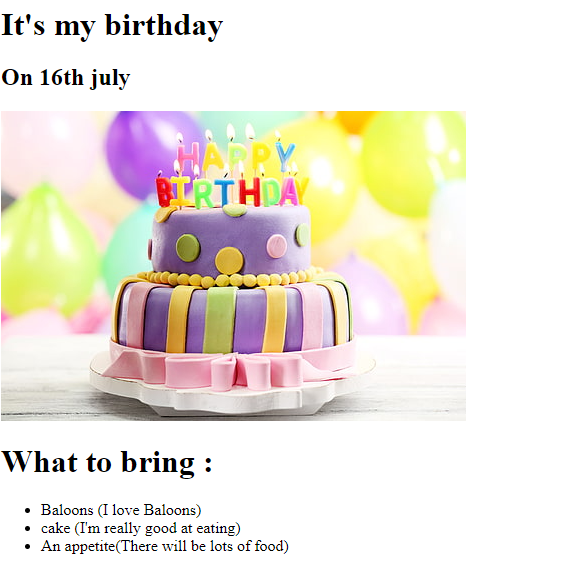 It's my birthday
On 16th july
HAPPY
BIRTHDAY
What to bring :
Baloons (I love Baloons)
cake (I'm really good at eating)
An appetite(There will be lots of food)